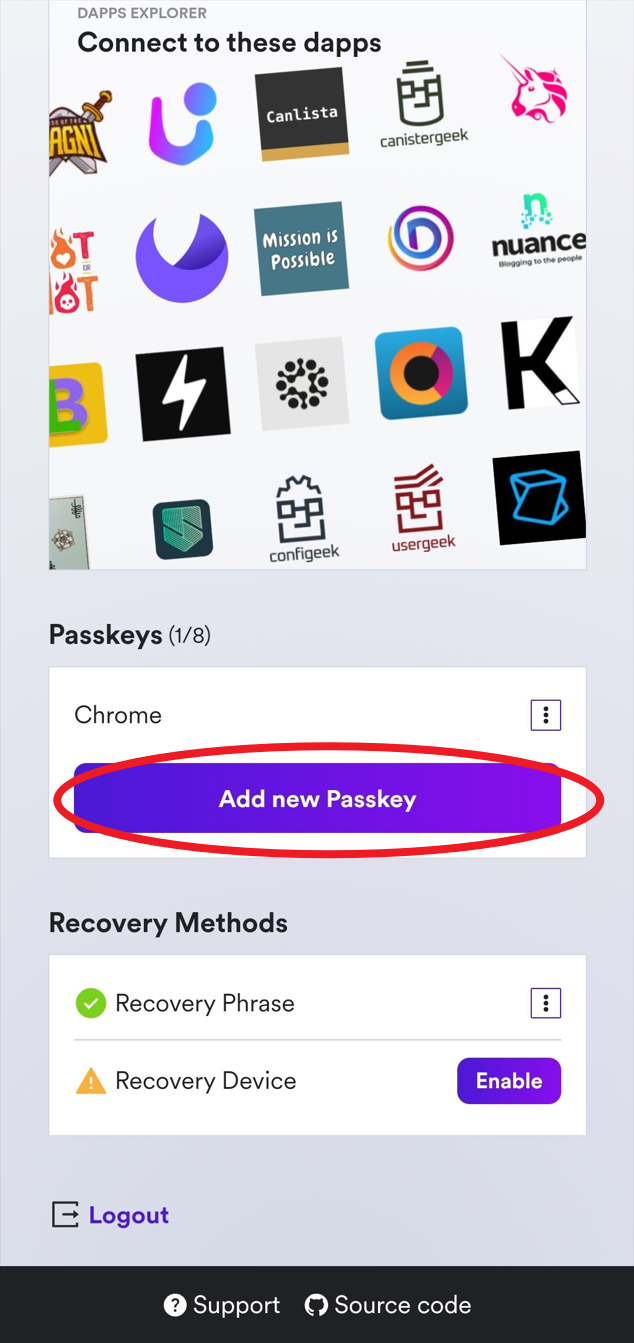 DAPPS EXPLORER
Connect to these dapps
AGNI
Canlista
canistergeek
OT
OR
OT
Mission is
Possible
nuance
Blogging to the people
B
K
configeek
usergeek
Passkeys (1/8)
Chrome
Add new Passkey
Recovery Methods
Recovery Phrase
Recovery Device
Enable
Logout
Support
Source code